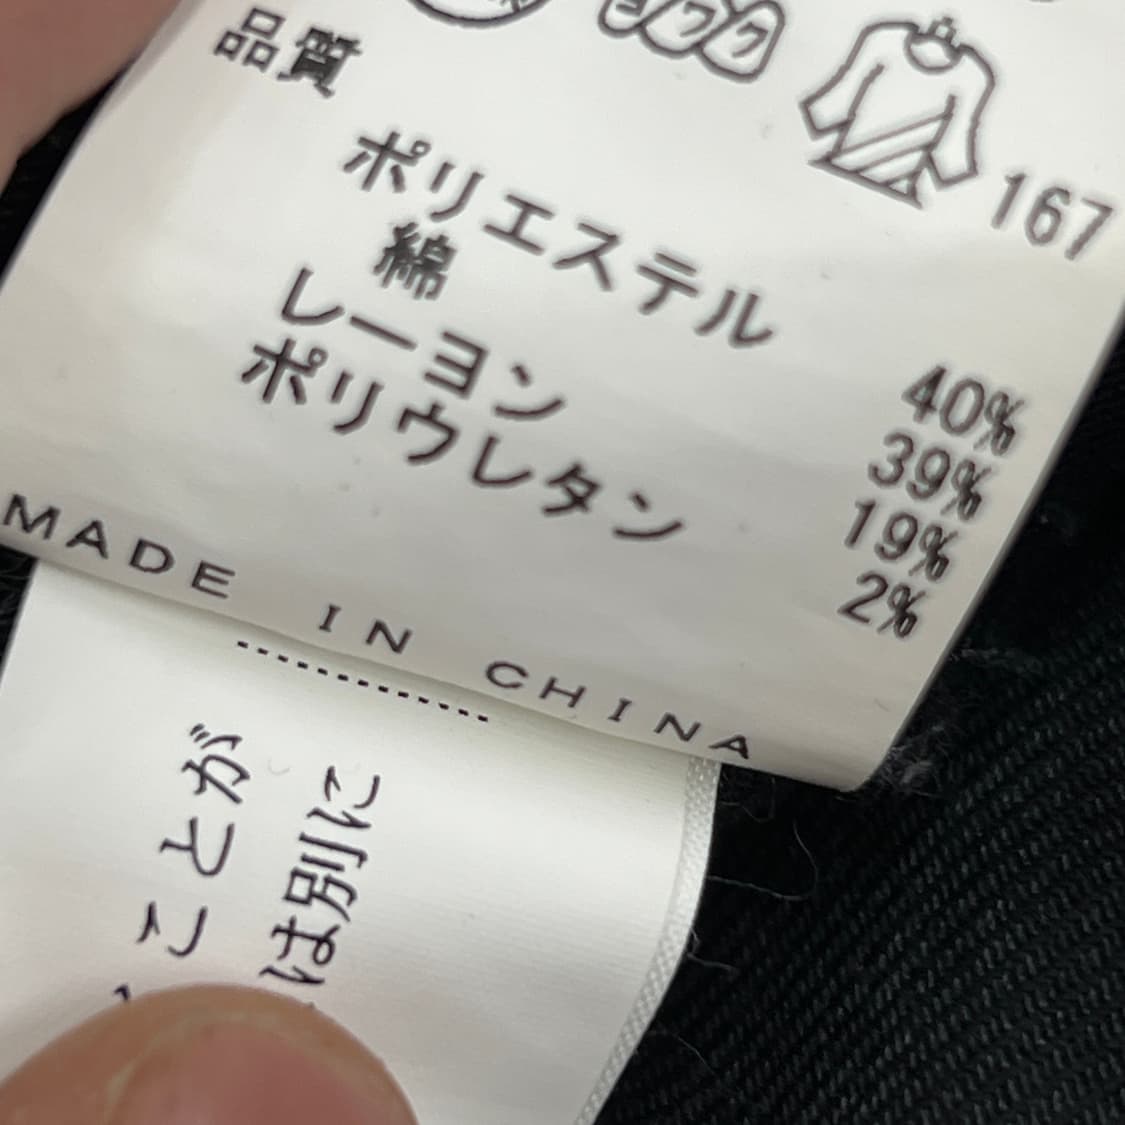 品質
167
ポリエステル 40%
綿 39%
レーヨン 19%
ポリウレタン 2%
MADE IN CHINA
は別に
ことが